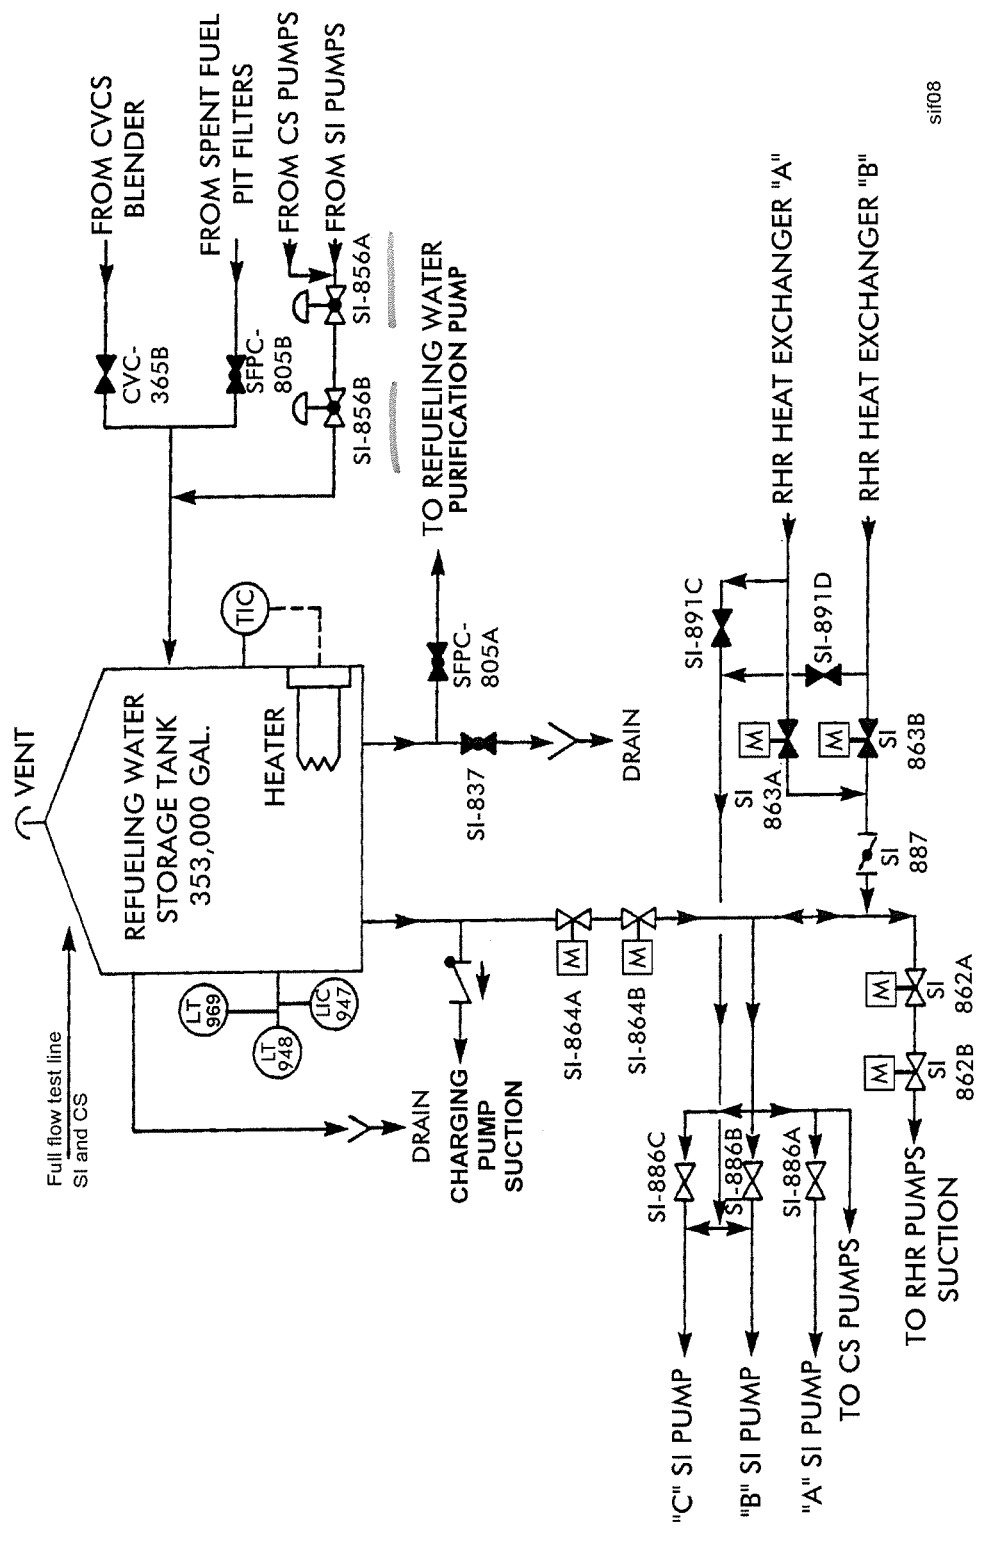 VENT
FROM CVCS
BLENDER
FROM SPENT FUEL
PIT FILTERS
FROM CS PUMPS
FROM SI PUMPS
CVC-
365B
SFPC-
805B
SI-856A
SI-856B
Full flow test line
SI and CS
REFUELING WATER
STORAGE TANK
353,000 GAL.
TIC
HEATER
LT
969
LIC
947
LT
948
TO REFUELING WATER
PURIFICATION PUMP
SFPC-
805A
SI-837
DRAIN
DRAIN
CHARGING
PUMP
SUCTION
M
SI-864A
M
SI-864B
SI-891C
SI-891D
RHR HEAT EXCHANGER "A"
RHR HEAT EXCHANGER "B"
M
SI
863A
M
SI
863B
SI
887
M
SI
862A
M
SI
862B
SI-886C
SI-886B
SI-886A
"C" SI PUMP
"B" SI PUMP
"A" SI PUMP
TO CS PUMPS
TO RHR PUMPS
SUCTION
sif08